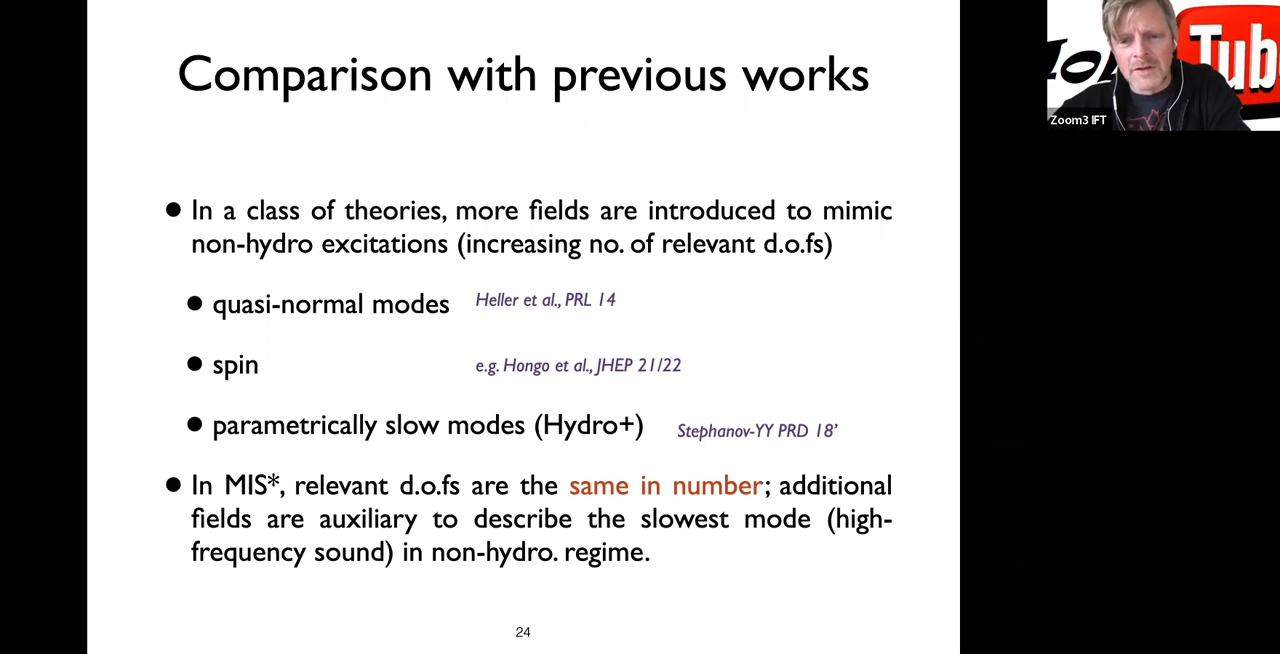 Comparison with previous works
● In a class of theories, more fields are introduced to mimic
non-hydro excitations (increasing no. of relevant d.o.fs)
● quasi-normal modes Heller et al., PRL 14
● spin e.g. Hongo et al., JHEP 21/22
● parametrically slow modes (Hydro+) Stephanov-YY PRD 18’
● In MIS*, relevant d.o.fs are the same in number; additional
fields are auxiliary to describe the slowest mode (high-
frequency sound) in non-hydro. regime.
24
Tub
Zoom3 IFT